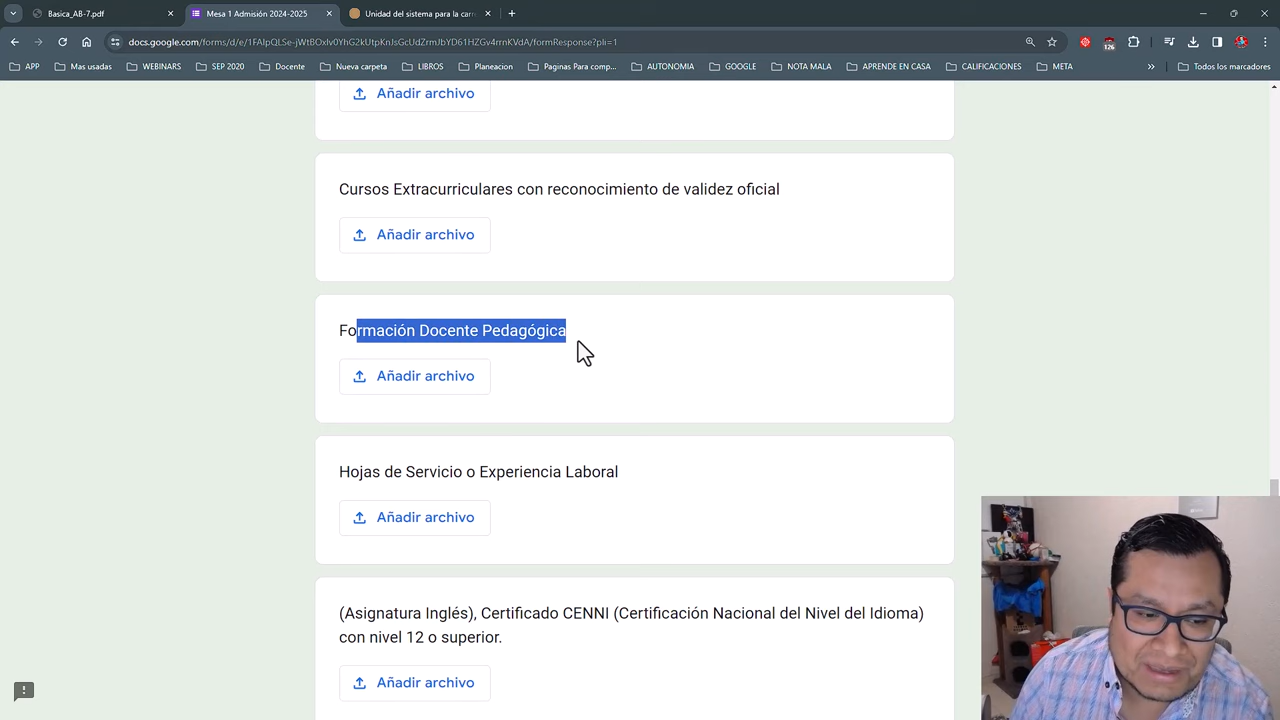 Basica_AB-7.pdf
Mesa 1 Admisión 2024-2025
Unidad del sistema para la carre
docs.google.com/forms/d/e/1FAIpQLSe-jWtBOxIv0YhG2kUtpKnJsGcUdZrmJbYD61HZGv4rrnKVdA/formResponse?pli=1
126
APP
Mas usadas
WEBINARS
SEP 2020
Docente
Nueva carpeta
LIBROS
Planeacion
Paginas Para comp...
AUTONOMIA
GOOGLE
NOTA MALA
APRENDE EN CASA
CALIFICACIONES
META
»
Todos los marcadores
Añadir archivo
Cursos Extracurriculares con reconocimiento de validez oficial
Añadir archivo
Formación Docente Pedagógica
Añadir archivo
Hojas de Servicio o Experiencia Laboral
Añadir archivo
(Asignatura Inglés), Certificado CENNI (Certificación Nacional del Nivel del Idioma)
con nivel 12 o superior.
Añadir archivo